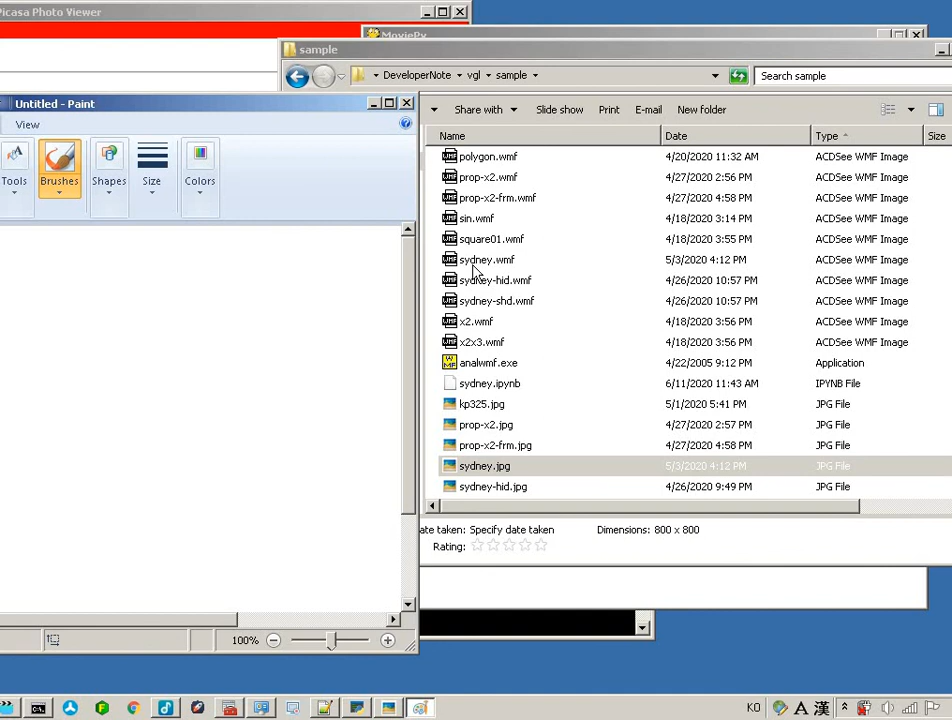 Picasa Photo Viewer
MoviePy
sample
DeveloperNote vgl sample
Search sample
Untitled - Paint
View
Share with Slide show Print E-mail New folder
Name Date Type Size
Tools Brushes Shapes Size Colors
polygon.wmf 4/20/2020 11:32 AM ACDSee WMF Image
prop-x2.wmf 4/27/2020 2:56 PM ACDSee WMF Image
prop-x2-frm.wmf 4/27/2020 4:58 PM ACDSee WMF Image
sin.wmf 4/18/2020 3:14 PM ACDSee WMF Image
square01.wmf 4/18/2020 3:55 PM ACDSee WMF Image
sydney.wmf 5/3/2020 4:12 PM ACDSee WMF Image
sydney-hid.wmf 4/26/2020 10:57 PM ACDSee WMF Image
sydney-shd.wmf 4/26/2020 10:57 PM ACDSee WMF Image
x2.wmf 4/18/2020 3:56 PM ACDSee WMF Image
x2x3.wmf 4/18/2020 3:56 PM ACDSee WMF Image
analwmf.exe 4/22/2005 9:12 PM Application
sydney.ipynb 6/11/2020 11:43 AM IPYNB File
kp325.jpg 5/1/2020 5:41 PM JPG File
prop-x2.jpg 4/27/2020 2:57 PM JPG File
prop-x2-frm.jpg 4/27/2020 4:58 PM JPG File
sydney.jpg 5/3/2020 4:12 PM JPG File
sydney-hid.jpg 4/26/2020 9:49 PM JPG File
ate taken: Specify date taken Dimensions: 800 x 800
Rating:
100%
KO A 漢